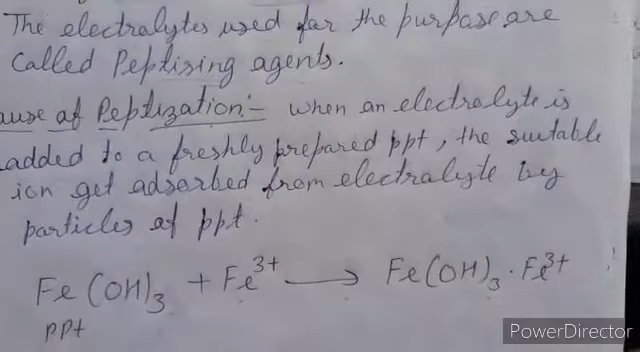 The electrolytes used for the purpose are
Called Peptising agents.
ause of Peptization:- when an electrolyte is
added to a freshly prepared ppt, the suitable
ion get adsorbed from electrolyte by
particles of ppt.
Fe(OH)₃ + Fe³⁺ → Fe(OH)₃ · Fe³⁺
ppt
PowerDirector